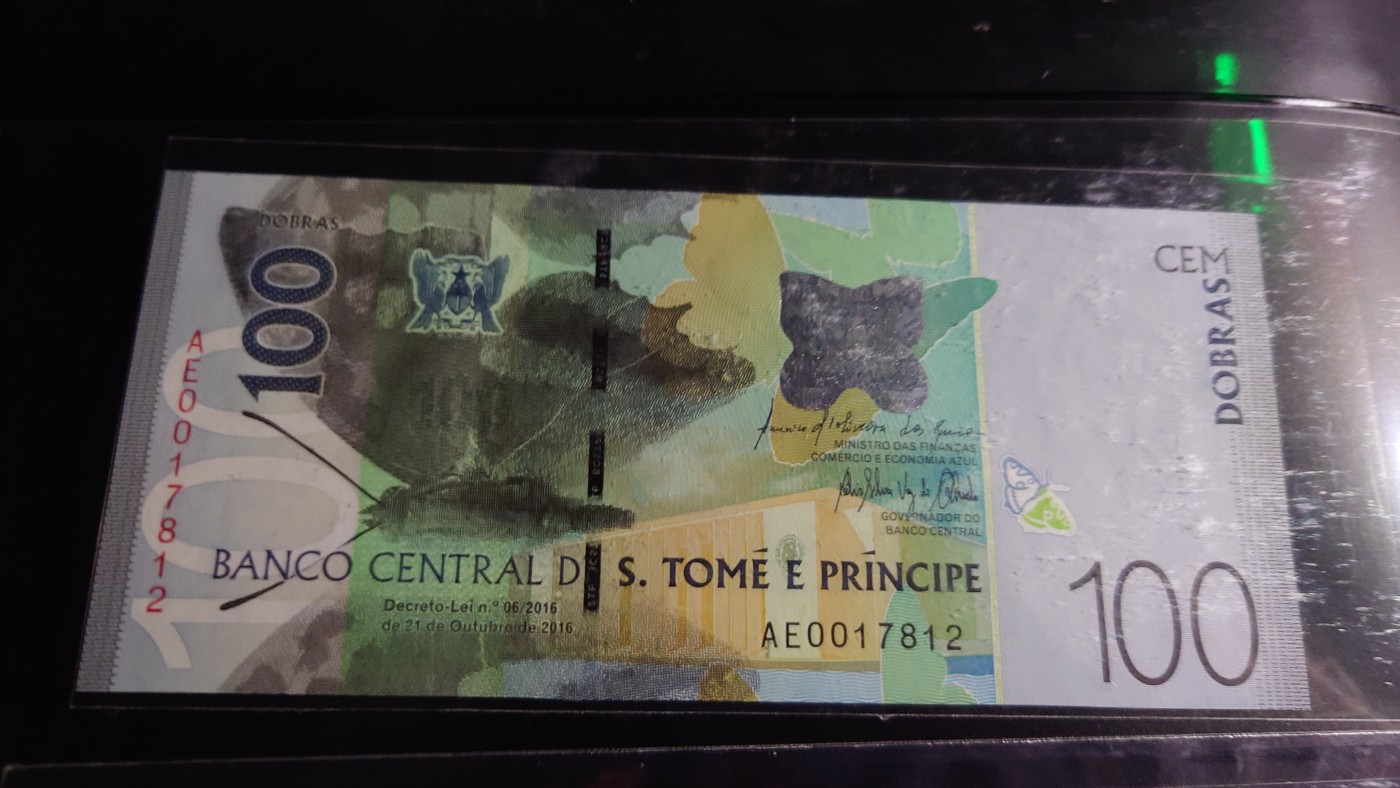 DOBRAS
100
CEM
DOBRAS
AE0017812
100
MINISTRO DAS FINANÇAS
COMÉRCIO E ECONOMIA AZUL
GOVERNADOR DO
BANCO CENTRAL
BANCO CENTRAL D S. TOMÉ E PRÍNCIPE
Decreto-Lei n.º 06/2016
de 21 de Outubro de 2016
AE0017812
100